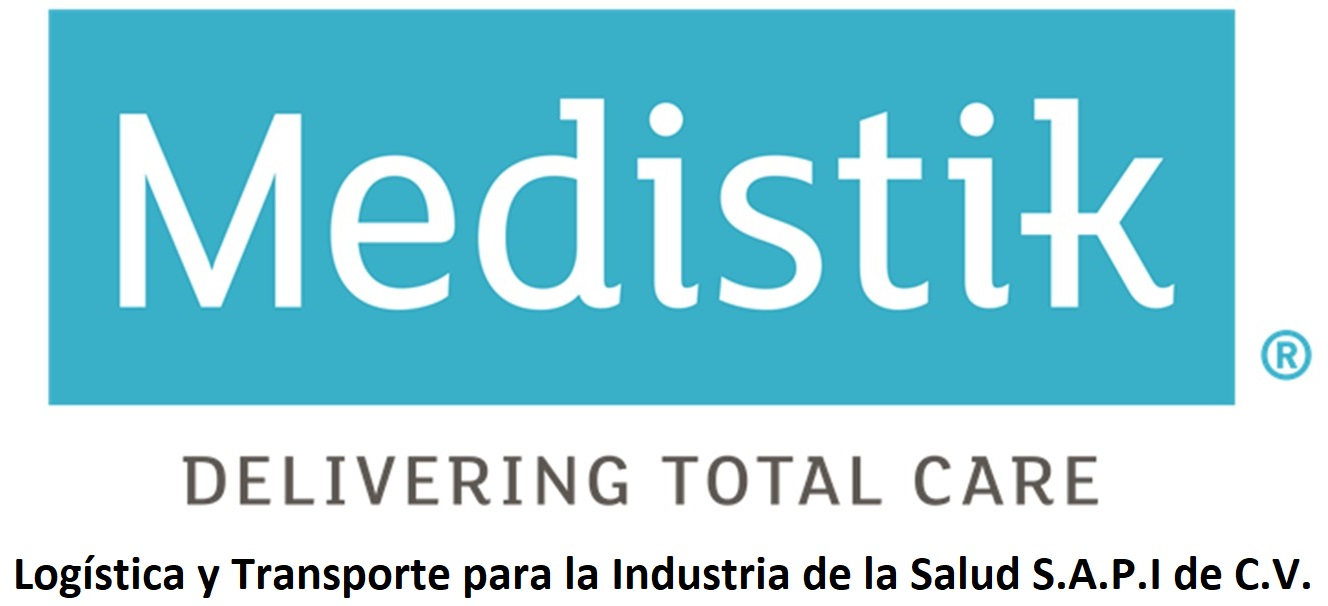 Medistik
®
DELIVERING TOTAL CARE
Logística y Transporte para la Industria de la Salud S.A.P.I de C.V.